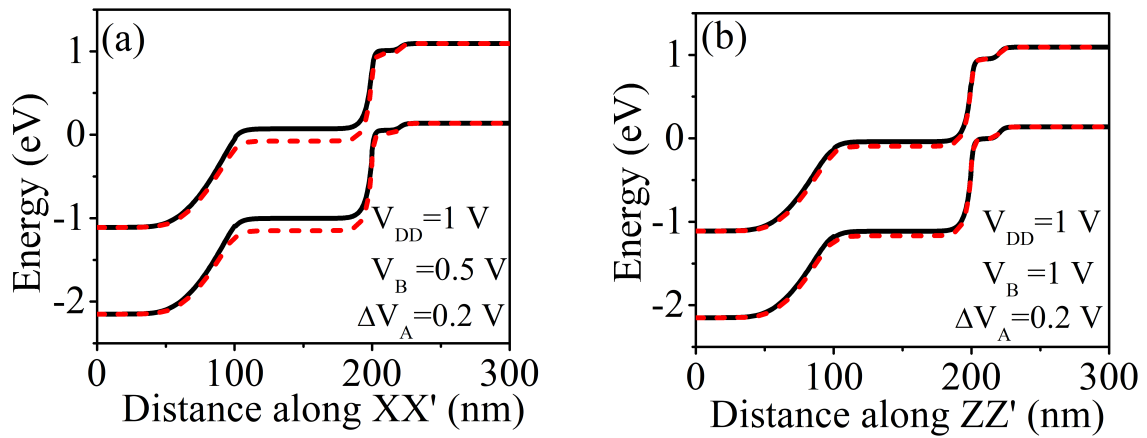 (a)
1
0
-1
-2
Energy (eV)
V_DD=1 V
V_B =0.5 V
ΔV_A=0.2 V
0 100 200 300
Distance along XX' (nm)
(b)
1
0
-1
-2
Energy (eV)
V_DD=1 V
V_B =1 V
ΔV_A=0.2 V
0 100 200 300
Distance along ZZ' (nm)